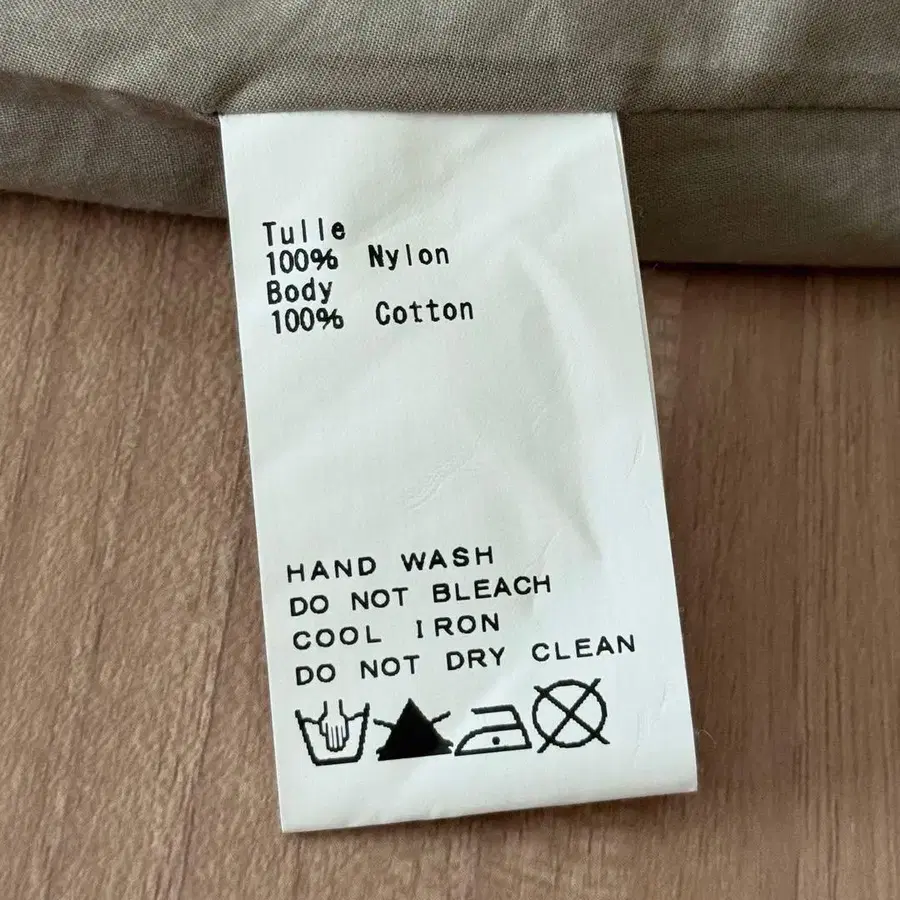 Tulle
100% Nylon
Body
100% Cotton
HAND WASH
DO NOT BLEACH
COOL IRON
DO NOT DRY CLEAN